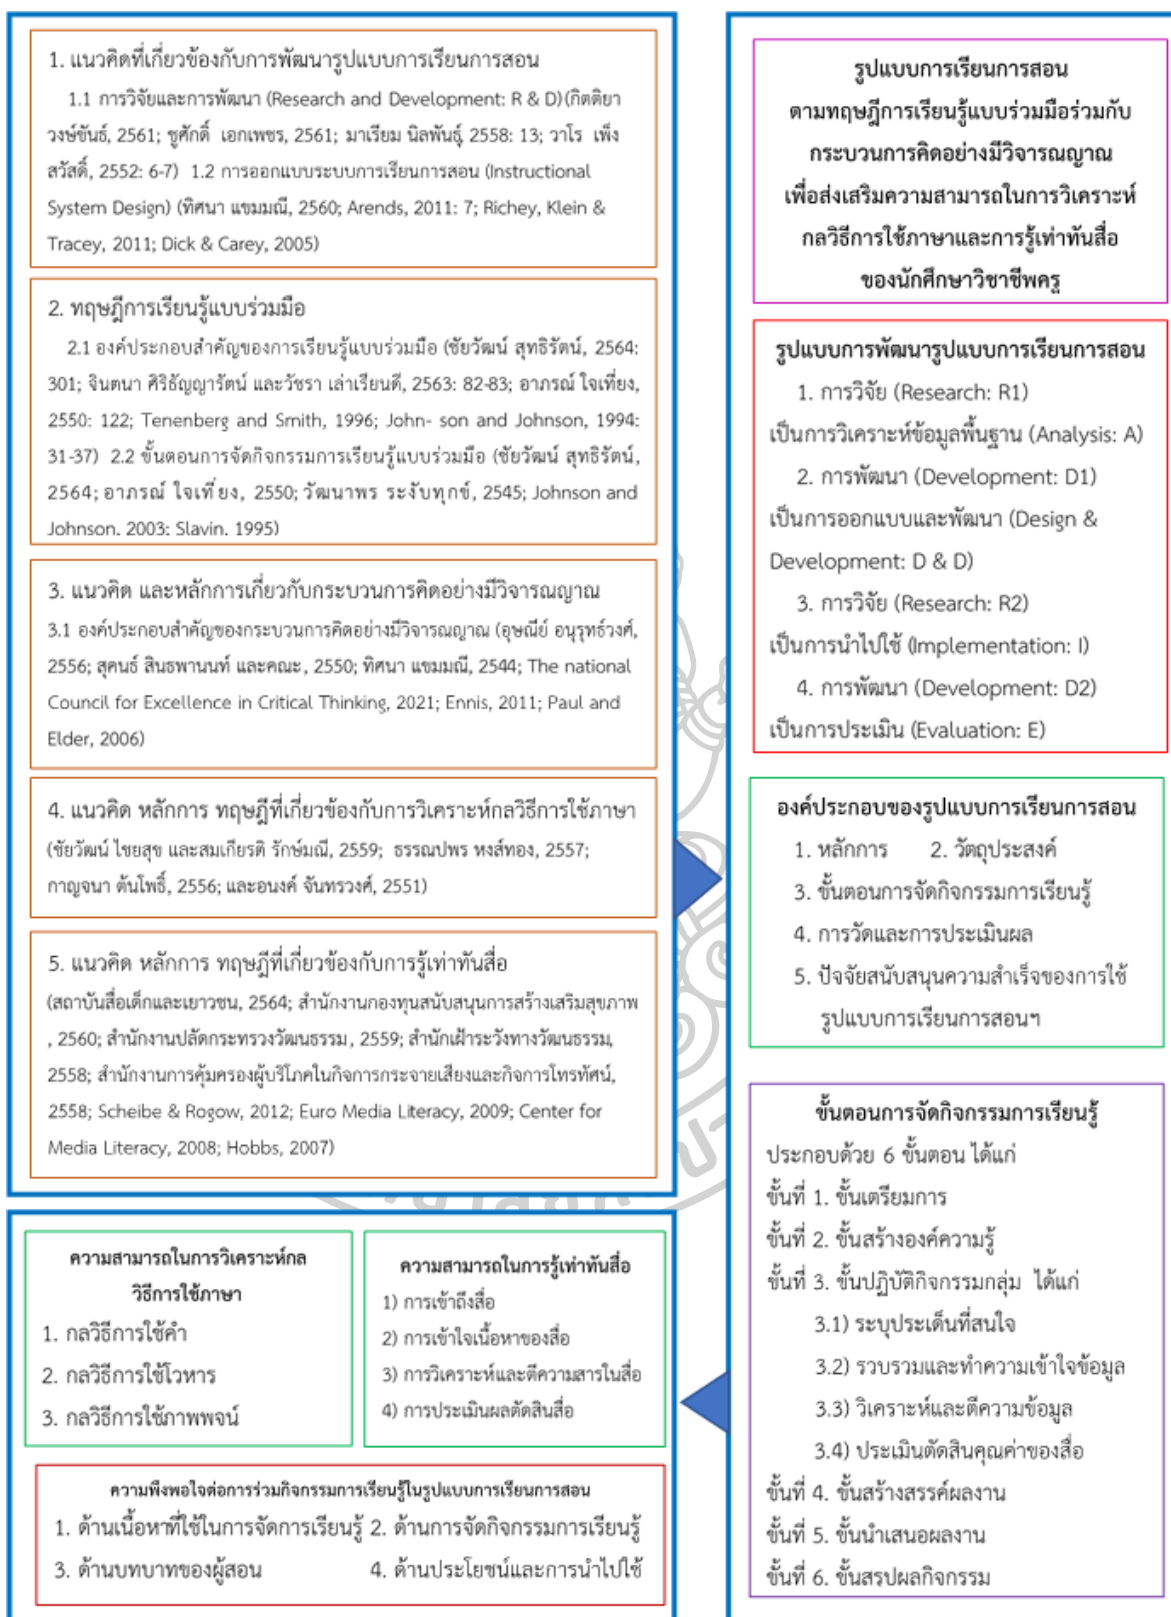 1. แนวคิดที่เกี่ยวข้องกับการพัฒนารูปแบบการเรียนการสอน
1.1 การวิจัยและการพัฒนา (Research and Development: R & D)(กิตติยา
วงษ์ขันธ์, 2561; ชูศักดิ์ เอกเพชร, 2561; มาเรียม นิลพันธุ์, 2558: 13; วาโร เพ็ง
สวัสดิ์, 2552: 6-7) 1.2 การออกแบบระบบการเรียนการสอน (Instructional
System Design) (ทิศนา แขมมณี, 2560; Arends, 2011: 7; Richey, Klein &
Tracey, 2011; Dick & Carey, 2005)
2. ทฤษฎีการเรียนรู้แบบร่วมมือ
2.1 องค์ประกอบสำคัญของการเรียนรู้แบบร่วมมือ (ชัยวัฒน์ สุทธิรัตน์, 2564:
301; จินตนา ศิริธัญญารัตน์ และวัชรา เล่าเรียนดี, 2563: 82-83; อาภรณ์ ใจเที่ยง,
2550: 122; Tenenberg and Smith, 1996; John- son and Johnson, 1994:
31-37) 2.2 ขั้นตอนการจัดกิจกรรมการเรียนรู้แบบร่วมมือ (ชัยวัฒน์ สุทธิรัตน์,
2564; อาภรณ์ ใจเที่ยง, 2550; วัฒนาพร ระงับทุกข์, 2545; Johnson and
Johnson. 2003; Slavin. 1995)
3. แนวคิด และหลักการเกี่ยวกับกระบวนการคิดอย่างมีวิจารณญาณ
3.1 องค์ประกอบสำคัญของกระบวนการคิดอย่างมีวิจารณญาณ (อุษณีย์ อนุรุทธ์วงศ์,
2556; สุคนธ์ สินธพานนท์ และคณะ, 2550; ทิศนา แขมมณี, 2544; The national
Council for Excellence in Critical Thinking, 2021; Ennis, 2011; Paul and
Elder, 2006)
4. แนวคิด หลักการ ทฤษฎีที่เกี่ยวข้องกับการวิเคราะห์กลวิธีการใช้ภาษา
(ชัยวัฒน์ ไชยสุข และสมเกียรติ รักษ์มณี, 2559; ธรรณปพร หงส์ทอง, 2557;
กาญจนา ต้นโพธิ์, 2556; และอนงค์ จันทรวงศ์, 2551)
5. แนวคิด หลักการ ทฤษฎีที่เกี่ยวข้องกับการรู้เท่าทันสื่อ
(สถาบันสื่อเด็กและเยาวชน, 2564; สำนักงานกองทุนสนับสนุนการสร้างเสริมสุขภาพ
, 2560; สำนักงานปลัดกระทรวงวัฒนธรรม, 2559; สำนักเฝ้าระวังทางวัฒนธรรม,
2558; สำนักงานการคุ้มครองผู้บริโภคในกิจการกระจายเสียงและกิจการโทรทัศน์,
2558; Scheibe & Rogow, 2012; Euro Media Literacy, 2009; Center for
Media Literacy, 2008; Hobbs, 2007)
รูปแบบการเรียนการสอน
ตามทฤษฎีการเรียนรู้แบบร่วมมือร่วมกับ
กระบวนการคิดอย่างมีวิจารณญาณ
เพื่อส่งเสริมความสามารถในการวิเคราะห์
กลวิธีการใช้ภาษาและการรู้เท่าทันสื่อ
ของนักศึกษาวิชาชีพครู
รูปแบบการพัฒนารูปแบบการเรียนการสอน
1. การวิจัย (Research: R1)
เป็นการวิเคราะห์ข้อมูลพื้นฐาน (Analysis: A)
2. การพัฒนา (Development: D1)
เป็นการออกแบบและพัฒนา (Design &
Development: D & D)
3. การวิจัย (Research: R2)
เป็นการนำไปใช้ (Implementation: I)
4. การพัฒนา (Development: D2)
เป็นการประเมิน (Evaluation: E)
องค์ประกอบของรูปแบบการเรียนการสอน
1. หลักการ 2. วัตถุประสงค์
3. ขั้นตอนการจัดกิจกรรมการเรียนรู้
4. การวัดและการประเมินผล
5. ปัจจัยสนับสนุนความสำเร็จของการใช้
รูปแบบการเรียนการสอนฯ
ขั้นตอนการจัดกิจกรรมการเรียนรู้
ประกอบด้วย 6 ขั้นตอน ได้แก่
ขั้นที่ 1. ขั้นเตรียมการ
ขั้นที่ 2. ขั้นสร้างองค์ความรู้
ขั้นที่ 3. ขั้นปฏิบัติกิจกรรมกลุ่ม ได้แก่
3.1) ระบุประเด็นที่สนใจ
3.2) รวบรวมและทำความเข้าใจข้อมูล
3.3) วิเคราะห์และตีความข้อมูล
3.4) ประเมินตัดสินคุณค่าของสื่อ
ขั้นที่ 4. ขั้นสร้างสรรค์ผลงาน
ขั้นที่ 5. ขั้นนำเสนอผลงาน
ขั้นที่ 6. ขั้นสรุปผลกิจกรรม
ความสามารถในการวิเคราะห์กล
วิธีการใช้ภาษา
1. กลวิธีการใช้คำ
2. กลวิธีการใช้โวหาร
3. กลวิธีการใช้ภาพพจน์
ความสามารถในการรู้เท่าทันสื่อ
1) การเข้าถึงสื่อ
2) การเข้าใจเนื้อหาของสื่อ
3) การวิเคราะห์และตีความสารในสื่อ
4) การประเมินผลตัดสินสื่อ
ความพึงพอใจต่อการร่วมกิจกรรมการเรียนรู้ในรูปแบบการเรียนการสอน
1. ด้านเนื้อหาที่ใช้ในการจัดการเรียนรู้ 2. ด้านการจัดกิจกรรมการเรียนรู้
3. ด้านบทบาทของผู้สอน 4. ด้านประโยชน์และการนำไปใช้